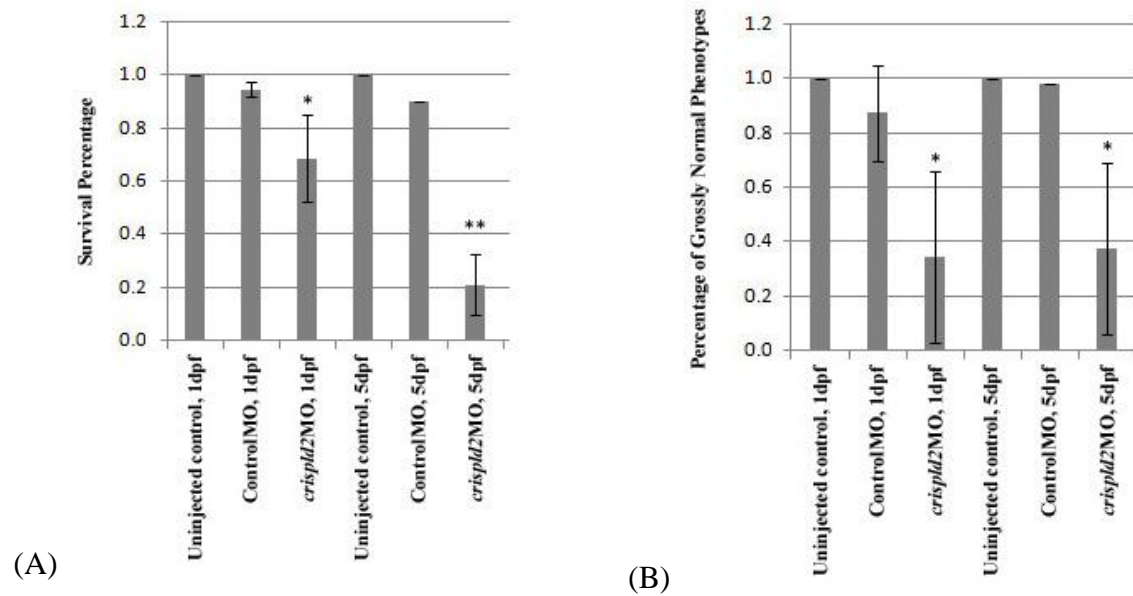 1.2
1.0
0.8
0.6
0.4
0.2
0.0
Survival Percentage
*
**
Uninjected control, 1dpf
ControlMO, 1dpf
crispld2MO, 1dpf
Uninjected control, 5dpf
ControlMO, 5dpf
crispld2MO, 5dpf
(A)
1.2
1.0
0.8
0.6
0.4
0.2
0.0
Percentage of Grossly Normal Phenotypes
*
*
Uninjected control, 1dpf
ControlMO, 1dpf
crispld2MO, 1dpf
Uninjected control, 5dpf
ControlMO, 5dpf
crispld2MO, 5dpf
(B)